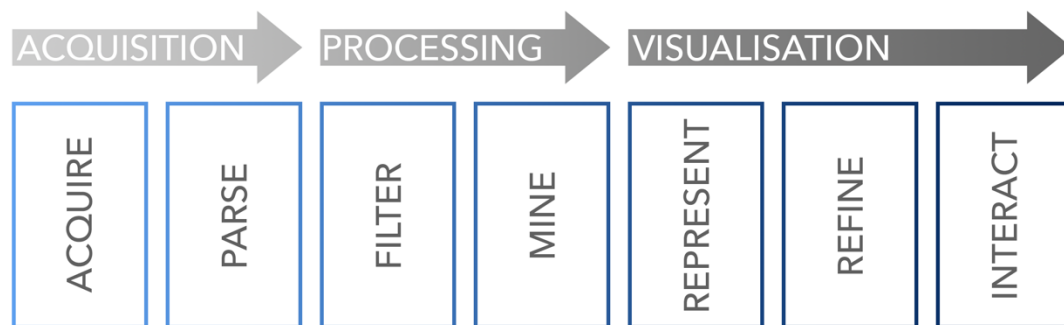 ACQUISITION
PROCESSING
VISUALISATION
ACQUIRE
PARSE
FILTER
MINE
REPRESENT
REFINE
INTERACT